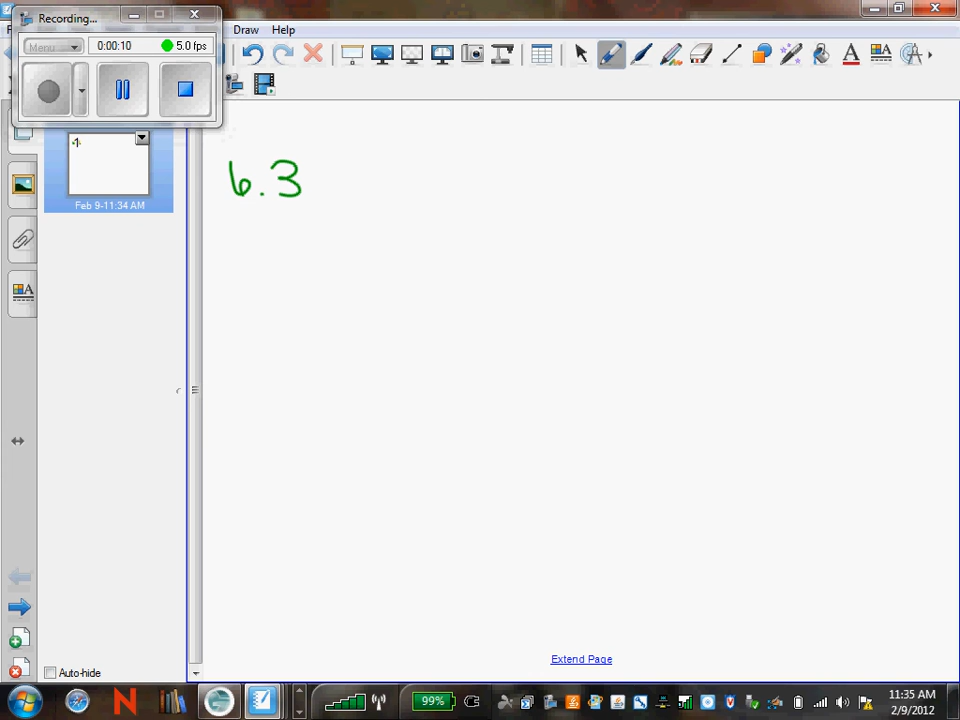 Recording...
Menu
0:00:10
5.0 fps
Draw Help
6.3
Feb 9-11:34 AM
Extend Page
Auto-hide
99%
11:35 AM
2/9/2012